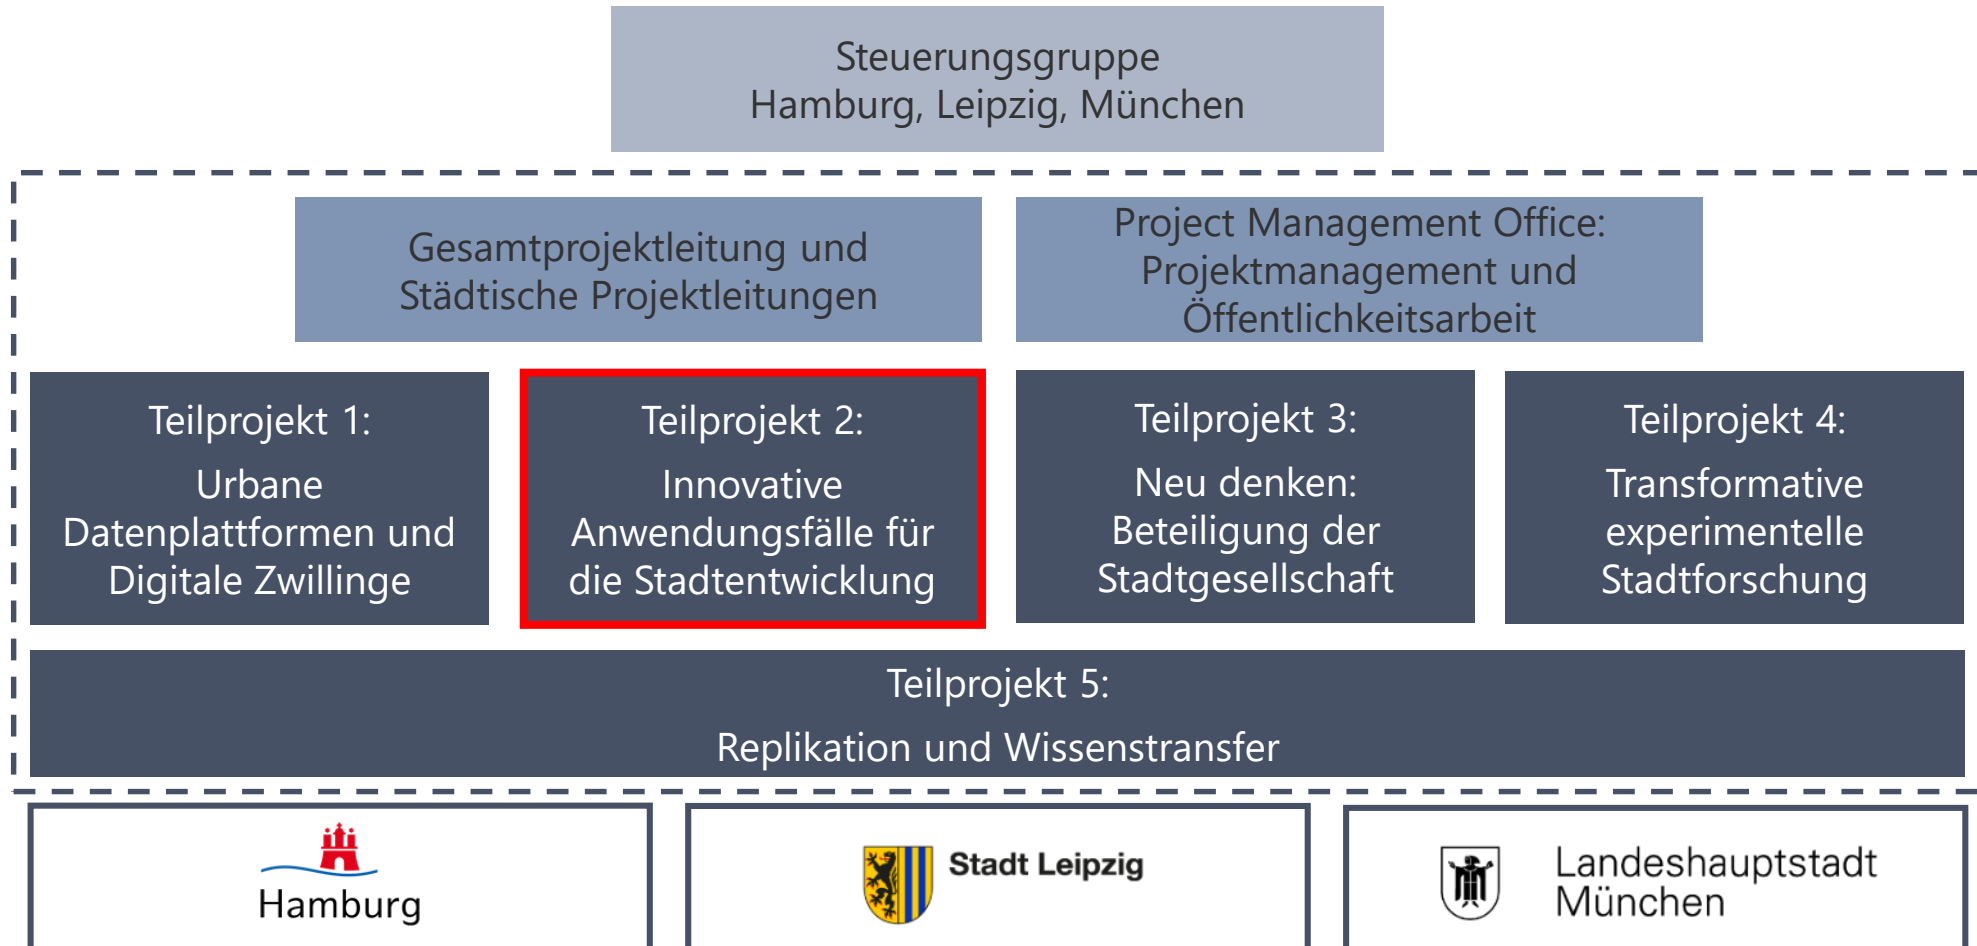 Steuerungsgruppe
Hamburg, Leipzig, München
Gesamtprojektleitung und
Städtische Projektleitungen
Project Management Office:
Projektmanagement und
Öffentlichkeitsarbeit
Teilprojekt 1:
Urbane
Datenplattformen und
Digitale Zwillinge
Teilprojekt 2:
Innovative
Anwendungsfälle für
die Stadtentwicklung
Teilprojekt 3:
Neu denken:
Beteiligung der
Stadtgesellschaft
Teilprojekt 4:
Transformative
experimentelle
Stadtforschung
Teilprojekt 5:
Replikation und Wissenstransfer
Hamburg
Stadt Leipzig
Landeshauptstadt
München